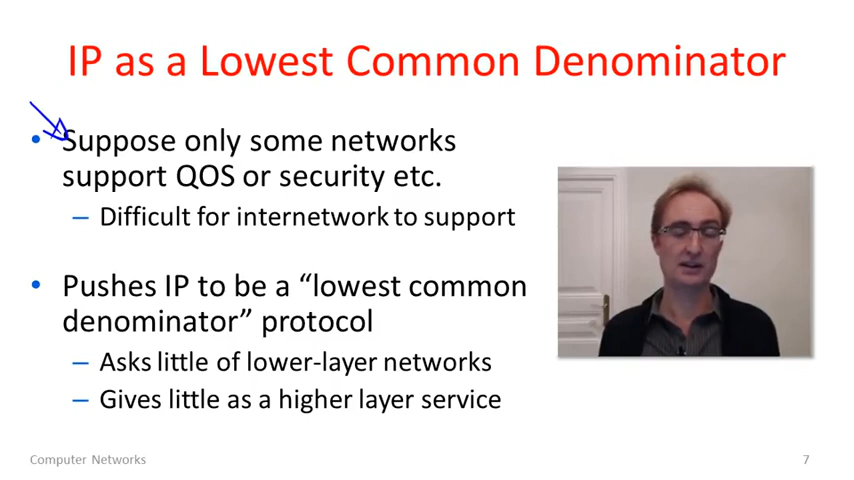 IP as a Lowest Common Denominator
• Suppose only some networks
support QOS or security etc.
– Difficult for internetwork to support
• Pushes IP to be a “lowest common
denominator” protocol
– Asks little of lower-layer networks
– Gives little as a higher layer service
Computer Networks
7